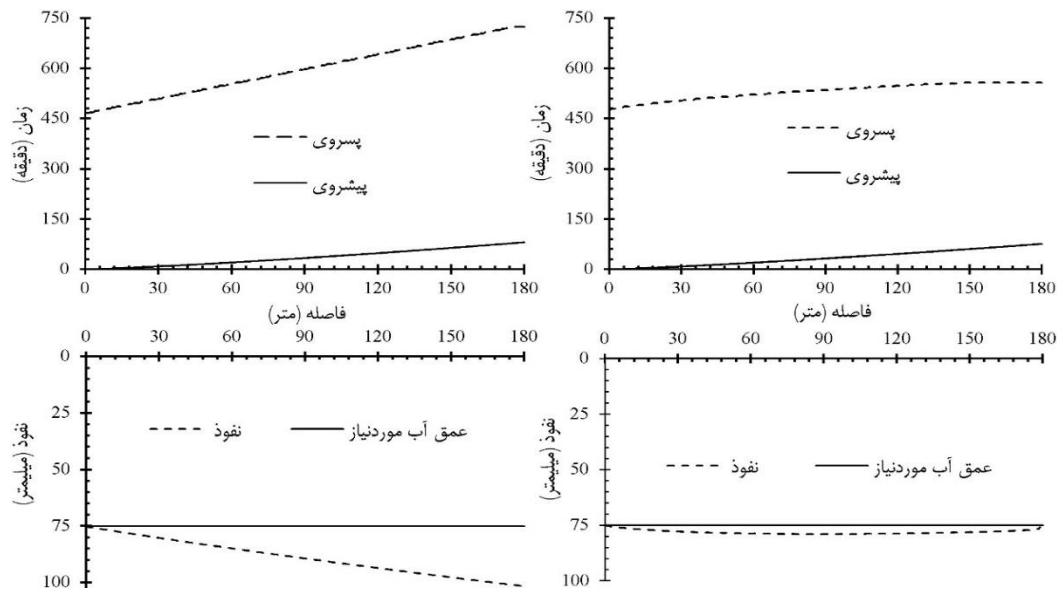 750
600
450
300
150
0
زمان (دقیقه)
پسروی
پیشروی
0 30 60 90 120 150 180
فاصله (متر)
750
600
450
300
150
0
زمان (دقیقه)
پسروی
پیشروی
0 30 60 90 120 150 180
فاصله (متر)
0 30 60 90 120 150 180
0
25
50
75
100
نفوذ (میلیمتر)
نفوذ
عمق آب موردنیاز
0 30 60 90 120 150 180
0
25
50
75
100
نفوذ (میلیمتر)
نفوذ
عمق آب موردنیاز